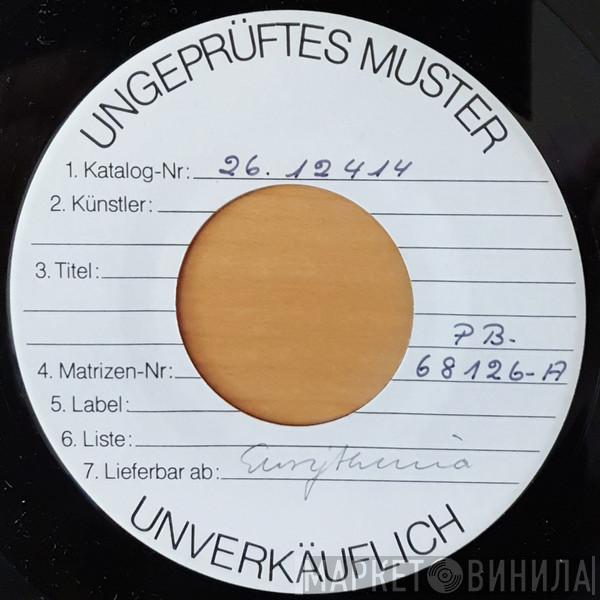 UNGEPRÜFTES MUSTER
1. Katalog-Nr: 26. 12414
2. Künstler:
3. Titel:
PB-
4. Matrizen-Nr: 68126-A
5. Label:
6. Liste:
7. Lieferbar ab:
UNVERKÄUFLICH
МАРКЕТ ВИНИЛА